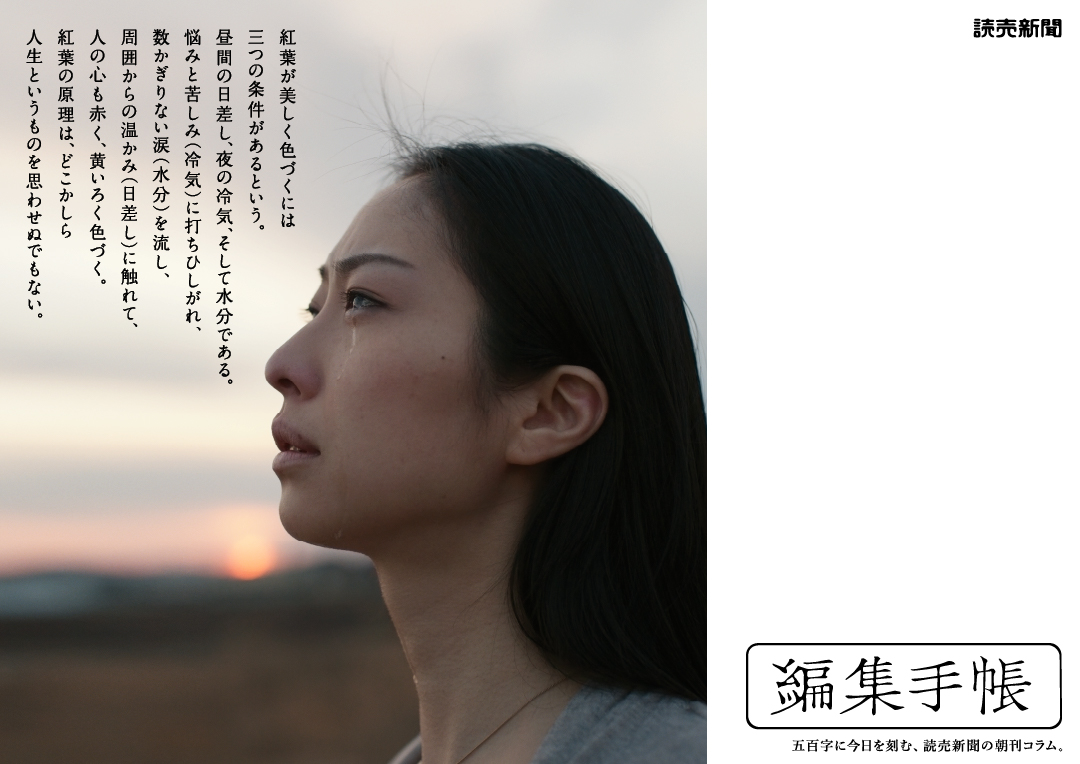 紅葉が美しく色づくには
三つの条件があるという。
昼間の日差し、夜の冷気、そして水分である。
悩みと苦しみ(冷気)に打ちひしがれ、
数かぎりない涙(水分)を流し、
周囲からの温かみ(日差し)に触れて、
人の心も赤く、黄いろく色づく。
紅葉の原理は、どこかしら
人生というものを思わせぬでもない。
読売新聞
編集手帳
五百字に今日を刻む、読売新聞の朝刊コラム。